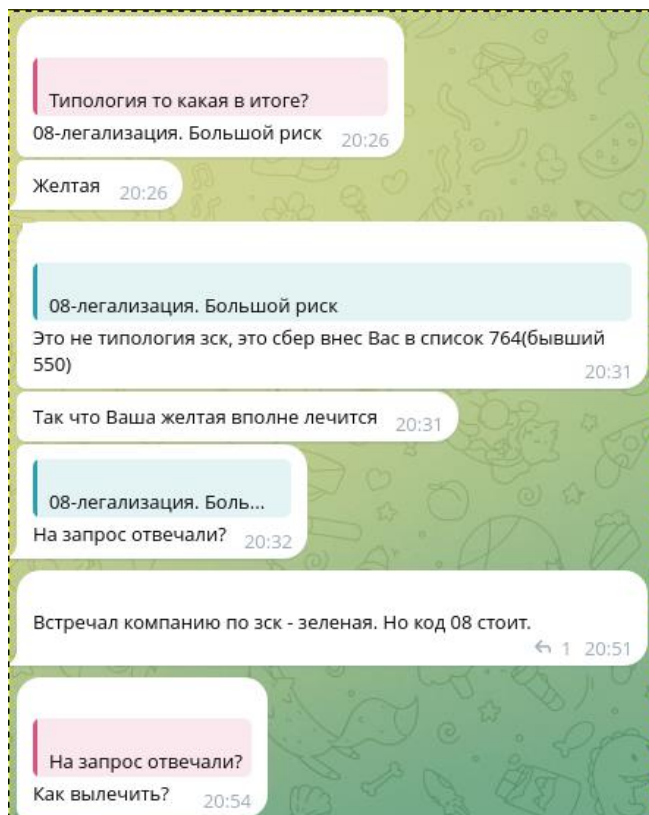 Типология то какая в итоге?
08-легализация. Большой риск 20:26
Желтая 20:26
08-легализация. Большой риск
Это не типология зск, это сбер внес Вас в список 764(бывший
550) 20:31
Так что Ваша желтая вполне лечится 20:31
08-легализация. Боль...
На запрос отвечали? 20:32
Встречал компанию по зск - зеленая. Но код 08 стоит.
1 20:51
На запрос отвечали?
Как вылечить? 20:54